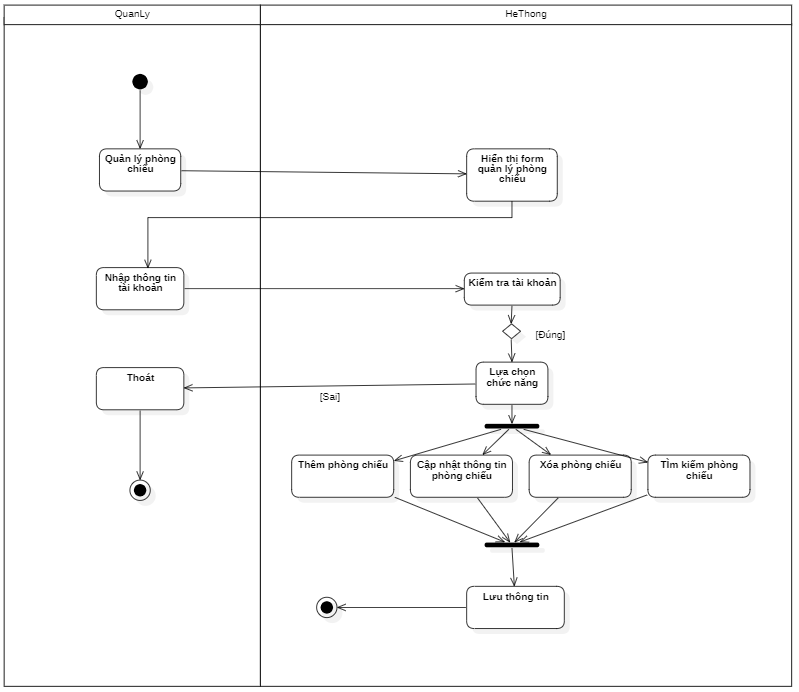 QuanLy
HeThong
Quản lý phòng
chiếu
Hiển thị form
quản lý phòng
chiếu
Nhập thông tin
tài khoản
Kiểm tra tài khoản
[Đúng]
Lựa chọn
chức năng
Thoát
[Sai]
Thêm phòng chiếu
Cập nhật thông tin
phòng chiếu
Xóa phòng chiếu
TÌm kiếm phòng
chiếu
Lưu thông tin